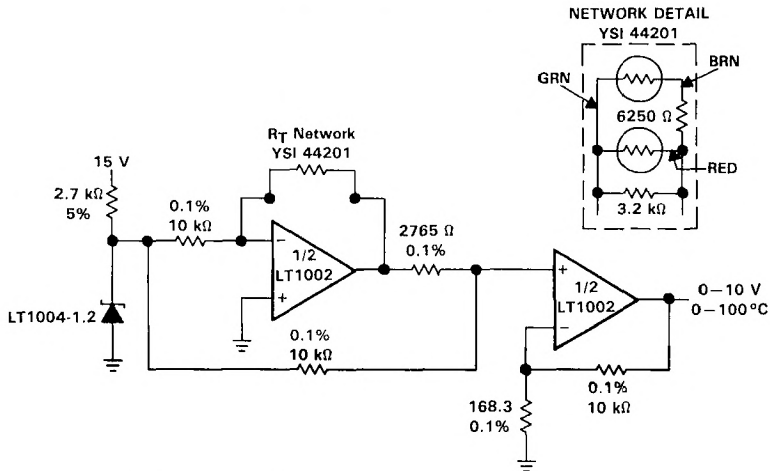 NETWORK DETAIL
YSI 44201
GRN
BRN
6250 Ω
RED
3.2 kΩ
RT Network
YSI 44201
15 V
2.7 kΩ
5%
0.1%
10 kΩ
−
1/2
LT1002
+
2765 Ω
0.1%
LT1004-1.2
0.1%
10 kΩ
+
1/2
LT1002
−
0–10 V
0–100°C
0.1%
10 kΩ
168.3
0.1%